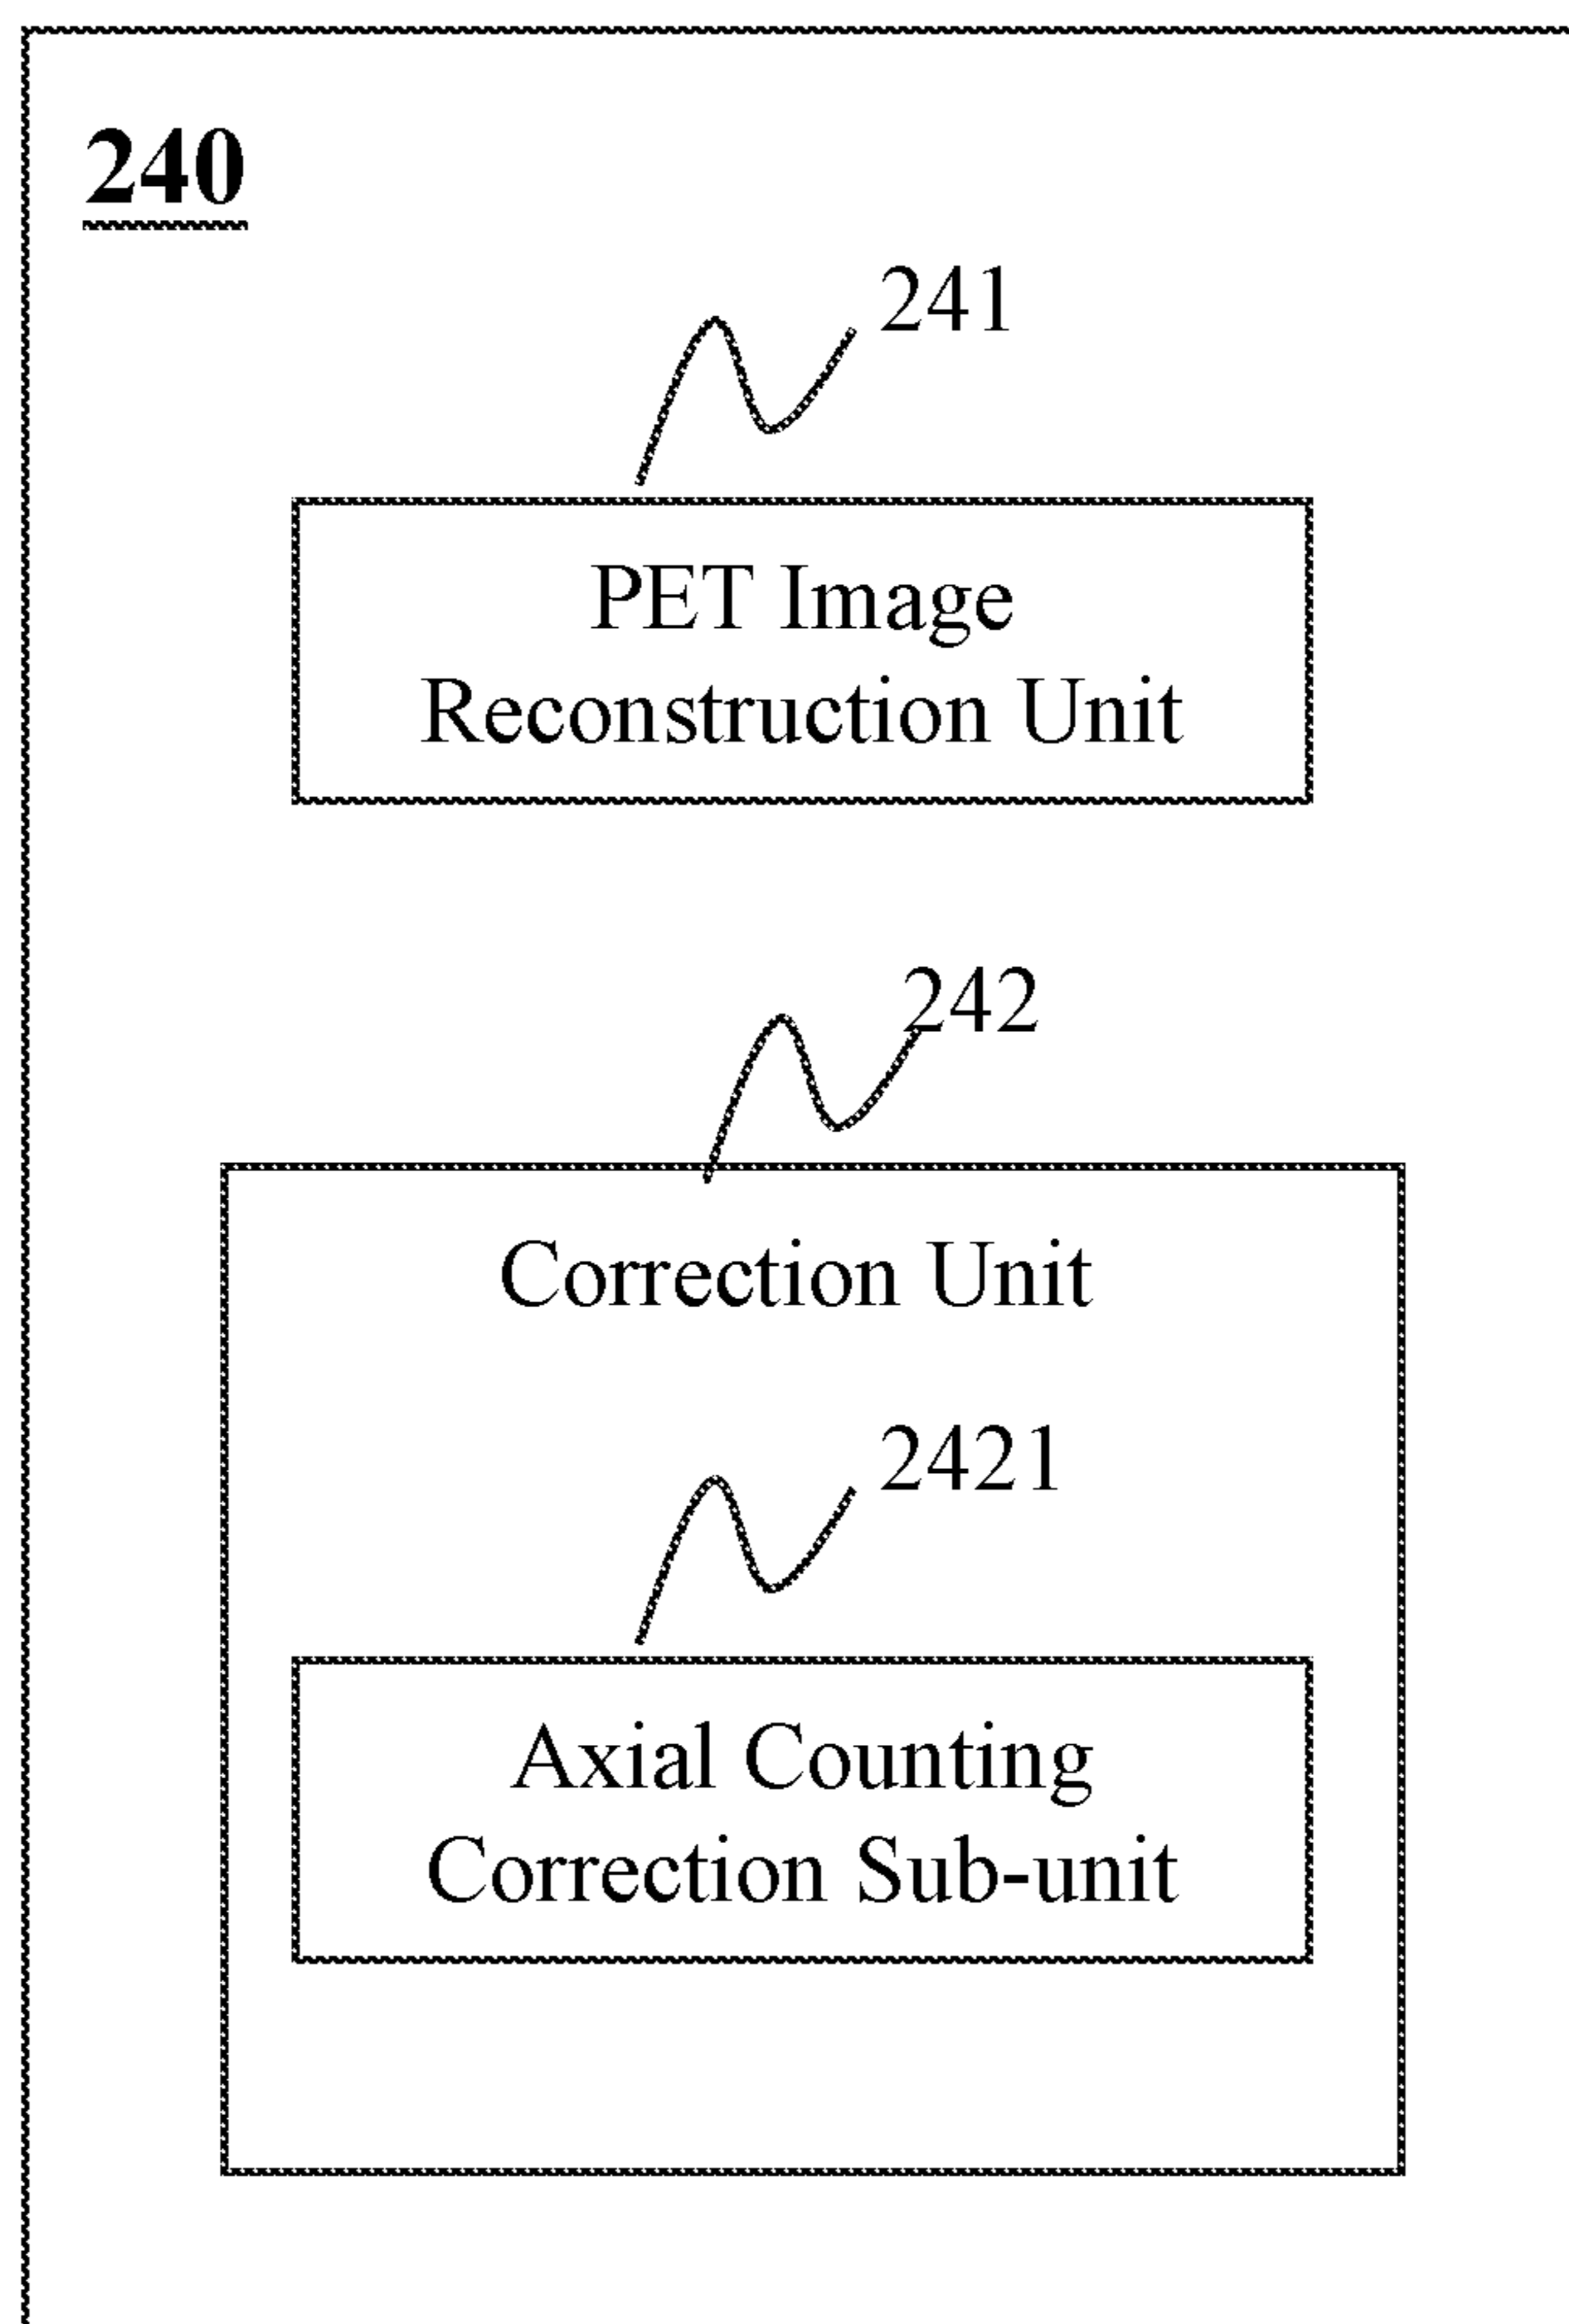 240
241
PET Image
Reconstruction Unit
242
Correction Unit
2421
Axial Counting
Correction Sub-unit